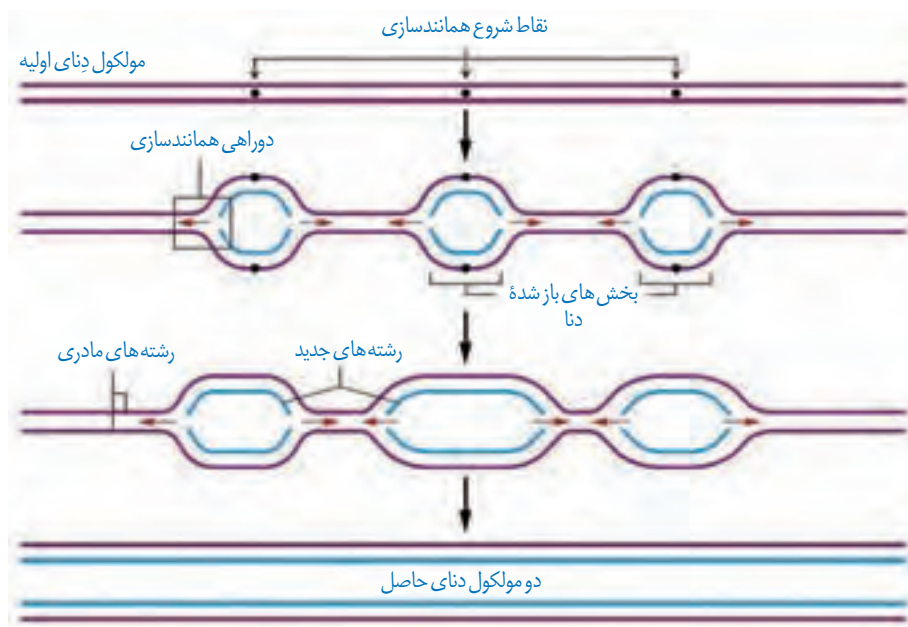 نقاط شروع همانندسازی
مولکول دِنای اولیه
دوراهی همانندسازی
بخش‌های باز شدهٔ
دنا
رشته‌های جدید
رشته‌های مادری
دو مولکول دنای حاصل